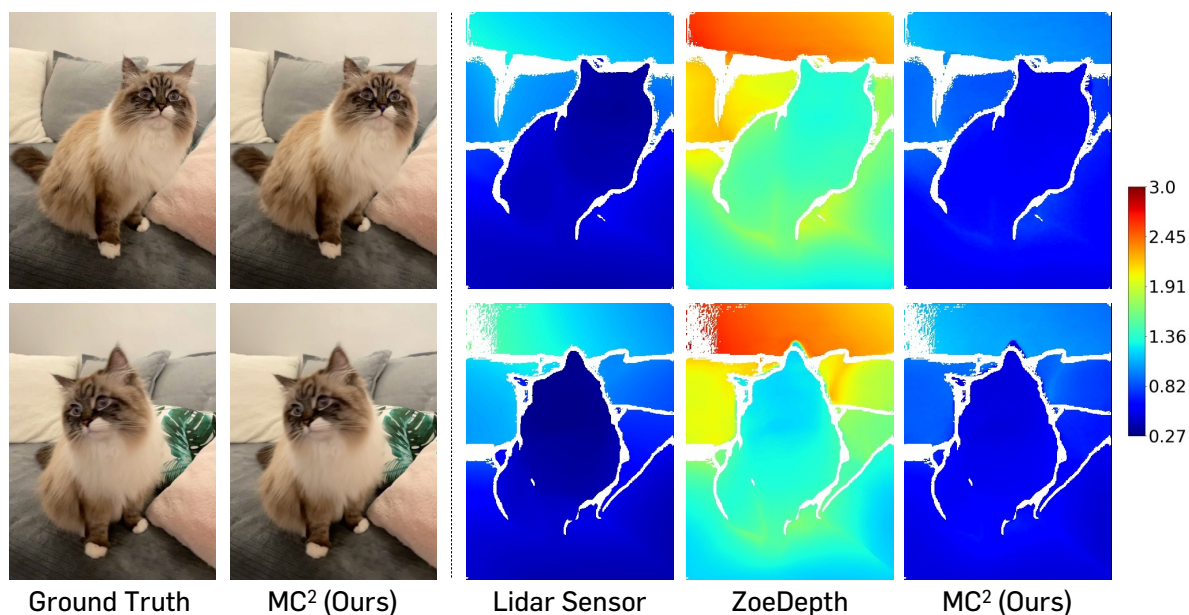 3.0
2.45
1.91
1.36
0.82
0.27
Ground Truth
MC² (Ours)
Lidar Sensor
ZoeDepth
MC² (Ours)